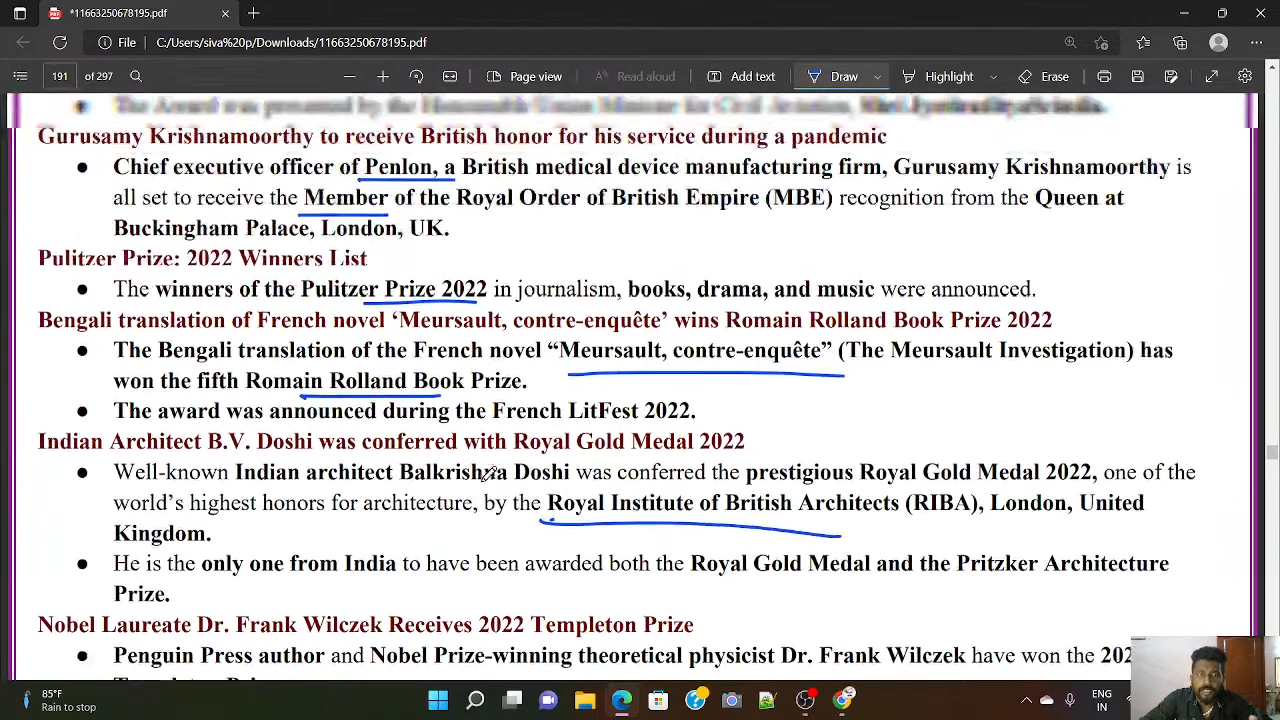 *1166325067819​5.pdf
File C:/Users/siva%20p/Downloads/11663250678195.pdf
191 of 297 Page view Read aloud Add text Draw Highlight Erase
Gurusamy Krishnamoorthy to receive British honor for his service during a pandemic
● Chief executive officer of Penlon, a British medical device manufacturing firm, Gurusamy Krishnamoorthy is
all set to receive the Member of the Royal Order of British Empire (MBE) recognition from the Queen at
Buckingham Palace, London, UK.
Pulitzer Prize: 2022 Winners List
● The winners of the Pulitzer Prize 2022 in journalism, books, drama, and music were announced.
Bengali translation of French novel ‘Meursault, contre-enquête’ wins Romain Rolland Book Prize 2022
● The Bengali translation of the French novel “Meursault, contre-enquête” (The Meursault Investigation) has
won the fifth Romain Rolland Book Prize.
● The award was announced during the French LitFest 2022.
Indian Architect B.V. Doshi was conferred with Royal Gold Medal 2022
● Well-known Indian architect Balkrishna Doshi was conferred the prestigious Royal Gold Medal 2022, one of the
world’s highest honors for architecture, by the Royal Institute of British Architects (RIBA), London, United
Kingdom.
● He is the only one from India to have been awarded both the Royal Gold Medal and the Pritzker Architecture
Prize.
Nobel Laureate Dr. Frank Wilczek Receives 2022 Templeton Prize
● Penguin Press author and Nobel Prize-winning theoretical physicist Dr. Frank Wilczek have won the 202
85°F
Rain to stop
ENG
IN